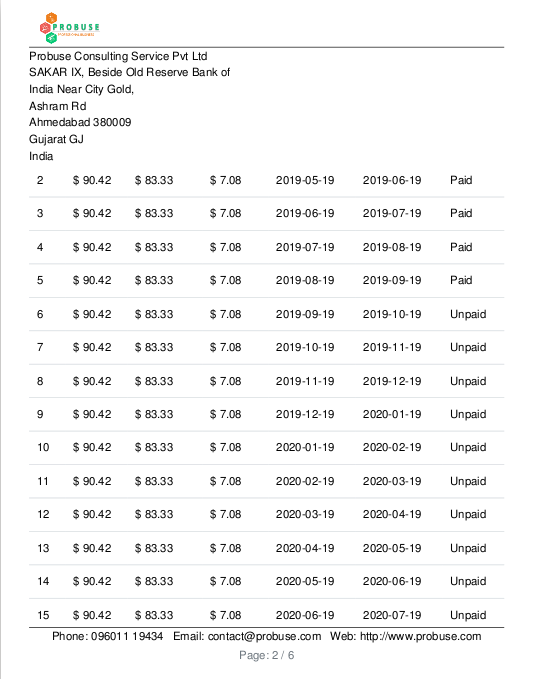 PROBUSE
Probuse Consulting Service Pvt Ltd
SAKAR IX, Beside Old Reserve Bank of
India Near City Gold,
Ashram Rd
Ahmedabad 380009
Gujarat GJ
India
2 $ 90.42 $ 83.33 $ 7.08 2019-05-19 2019-06-19 Paid
3 $ 90.42 $ 83.33 $ 7.08 2019-06-19 2019-07-19 Paid
4 $ 90.42 $ 83.33 $ 7.08 2019-07-19 2019-08-19 Paid
5 $ 90.42 $ 83.33 $ 7.08 2019-08-19 2019-09-19 Paid
6 $ 90.42 $ 83.33 $ 7.08 2019-09-19 2019-10-19 Unpaid
7 $ 90.42 $ 83.33 $ 7.08 2019-10-19 2019-11-19 Unpaid
8 $ 90.42 $ 83.33 $ 7.08 2019-11-19 2019-12-19 Unpaid
9 $ 90.42 $ 83.33 $ 7.08 2019-12-19 2020-01-19 Unpaid
10 $ 90.42 $ 83.33 $ 7.08 2020-01-19 2020-02-19 Unpaid
11 $ 90.42 $ 83.33 $ 7.08 2020-02-19 2020-03-19 Unpaid
12 $ 90.42 $ 83.33 $ 7.08 2020-03-19 2020-04-19 Unpaid
13 $ 90.42 $ 83.33 $ 7.08 2020-04-19 2020-05-19 Unpaid
14 $ 90.42 $ 83.33 $ 7.08 2020-05-19 2020-06-19 Unpaid
15 $ 90.42 $ 83.33 $ 7.08 2020-06-19 2020-07-19 Unpaid
Phone: 096011 19434 Email: contact@probuse.com Web: http://www.probuse.com
Page: 2 / 6